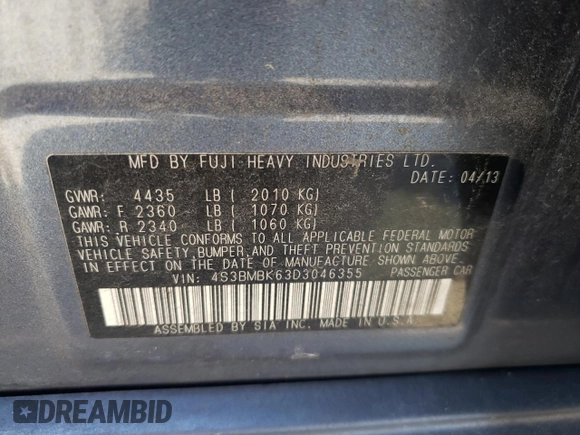 MFD BY FUJI HEAVY INDUSTRIES LTD.
DATE: 04/13
GVWR: 4435 LB ( 2010 KG)
GAWR: F 2360 LB ( 1070 KG)
GAWR: R 2340 LB ( 1060 KG)
THIS VEHICLE CONFORMS TO ALL APPLICABLE FEDERAL MOTOR
VEHICLE SAFETY, BUMPER, AND THEFT PREVENTION STANDARDS
IN EFFECT ON THE DATE OF MANUFACTURE SHOWN ABOVE.
VIN: 4S3BMBK63D3046355 PASSENGER CAR
ASSEMBLED BY SIA INC. MADE IN U.S.A.
DREAMBID